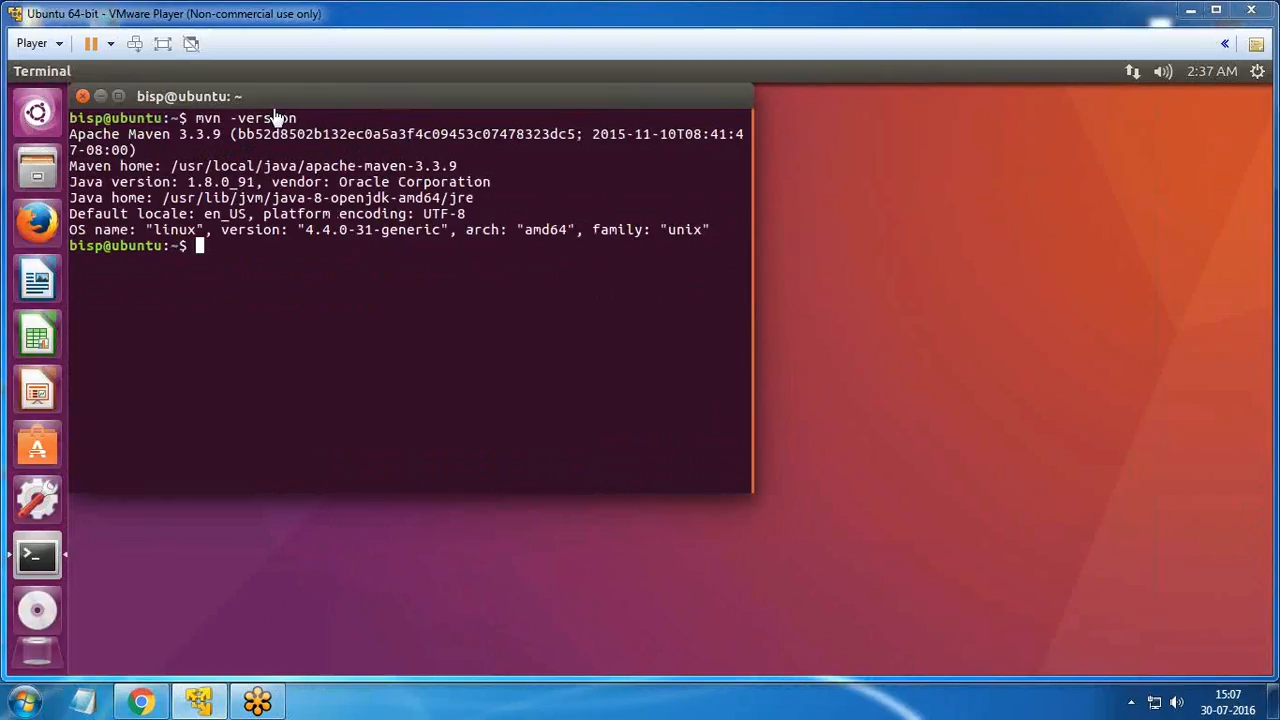 Ubuntu 64-bit - VMware Player (Non-commercial use only)
Player
Terminal
2:37 AM
bisp@ubuntu: ~
bisp@ubuntu:~$ mvn -version
Apache Maven 3.3.9 (bb52d8502b132ec0a5a3f4c09453c07478323dc5; 2015-11-10T08:41:4
7-08:00)
Maven home: /usr/local/java/apache-maven-3.3.9
Java version: 1.8.0_91, vendor: Oracle Corporation
Java home: /usr/lib/jvm/java-8-openjdk-amd64/jre
Default locale: en_US, platform encoding: UTF-8
OS name: "linux", version: "4.4.0-31-generic", arch: "amd64", family: "unix"
bisp@ubuntu:~$
15:07
30-07-2016